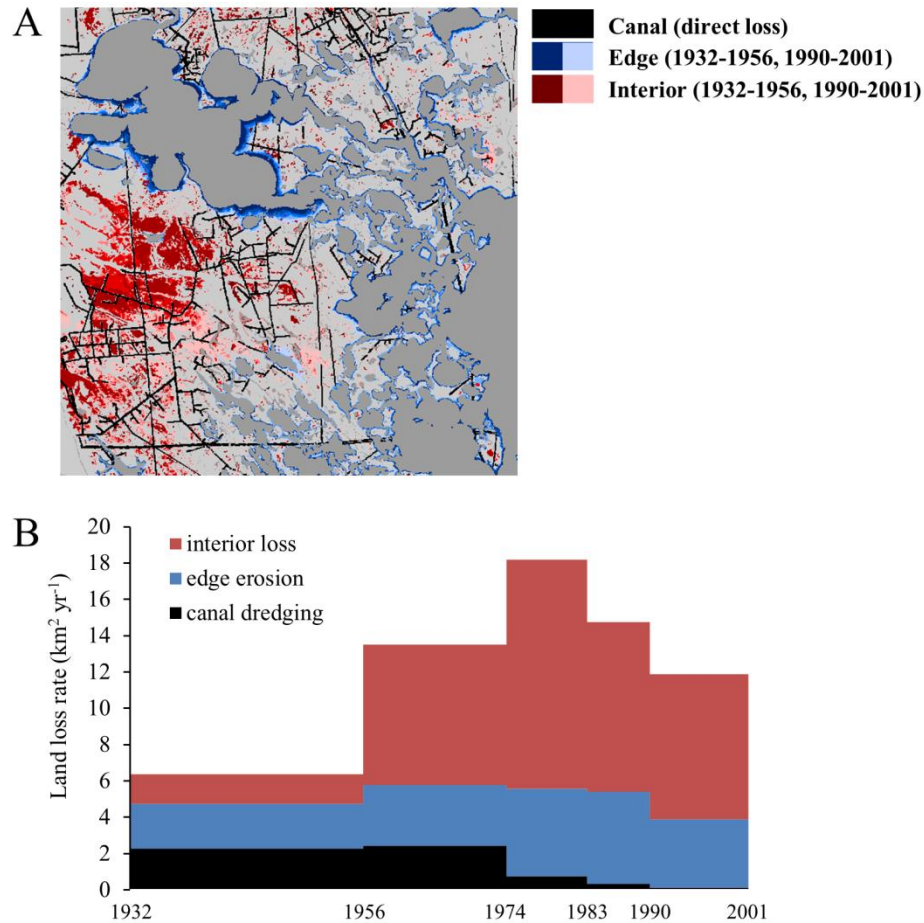 A
Canal (direct loss)
Edge (1932-1956, 1990-2001)
Interior (1932-1956, 1990-2001)
B
20
18
16
14
12
10
8
6
4
2
0
Land loss rate (km² yr⁻¹)
interior loss
edge erosion
canal dredging
1932 1956 1974 1983 1990 2001